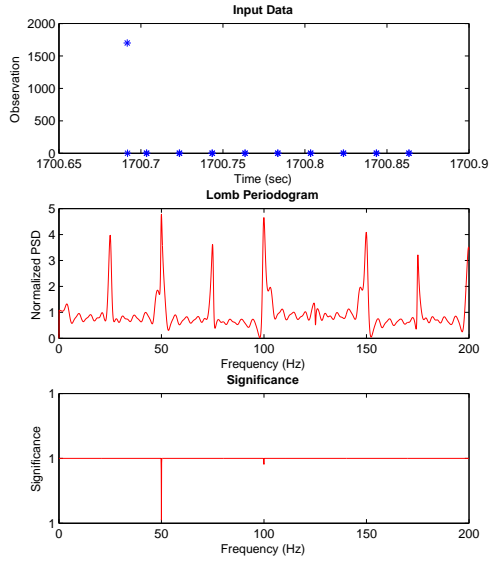 Input Data
2000
1500
1000
500
0
Observation
1700.65 1700.7 1700.75 1700.8 1700.85 1700.9
Time (sec)
Lomb Periodogram
5
4
3
2
1
0
Normalized PSD
0 50 100 150 200
Frequency (Hz)
Significance
1
1
1
Significance
0 50 100 150 200
Frequency (Hz)